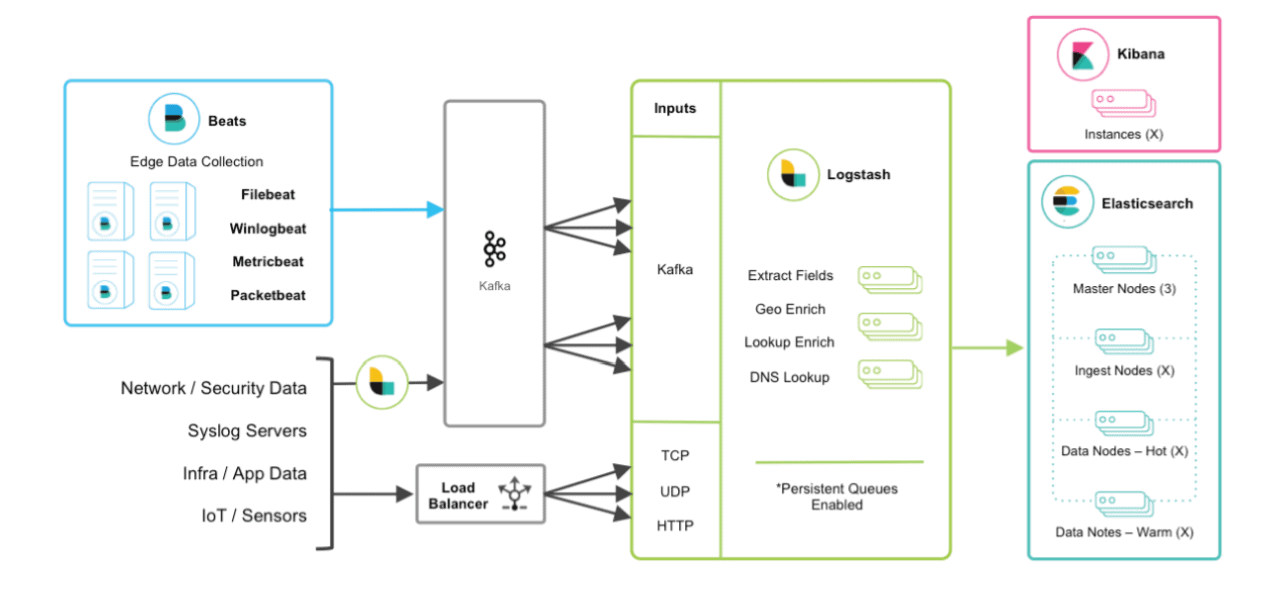 Beats
Edge Data Collection
Filebeat
Winlogbeat
Metricbeat
Packetbeat
Network / Security Data
Syslog Servers
Infra / App Data
IoT / Sensors
Kafka
Load
Balancer
Inputs
Kafka
TCP
UDP
HTTP
Logstash
Extract Fields
Geo Enrich
Lookup Enrich
DNS Lookup
*Persistent Queues
Enabled
Kibana
Instances (X)
Elasticsearch
Master Nodes (3)
Ingest Nodes (X)
Data Nodes – Hot (X)
Data Notes – Warm (X)